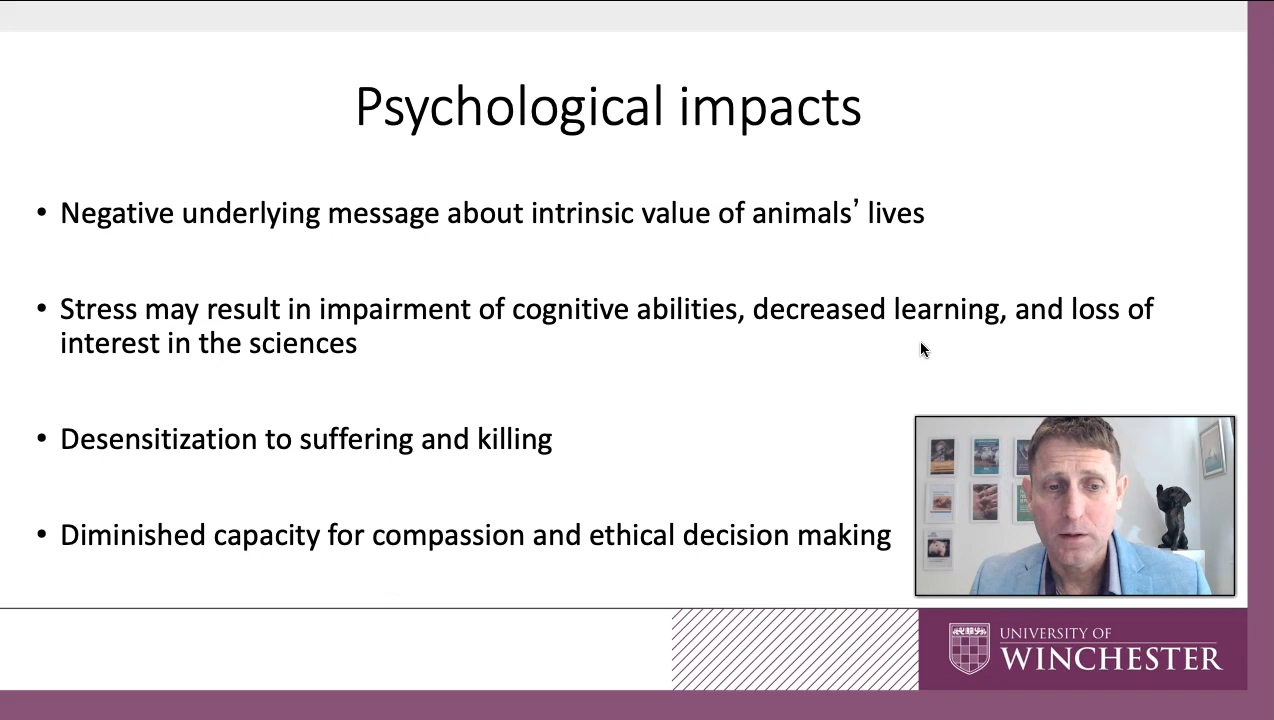 Psychological impacts
• Negative underlying message about intrinsic value of animals’ lives
• Stress may result in impairment of cognitive abilities, decreased learning, and loss of
interest in the sciences
• Desensitization to suffering and killing
• Diminished capacity for compassion and ethical decision making
UNIVERSITY OF
WINCHESTER